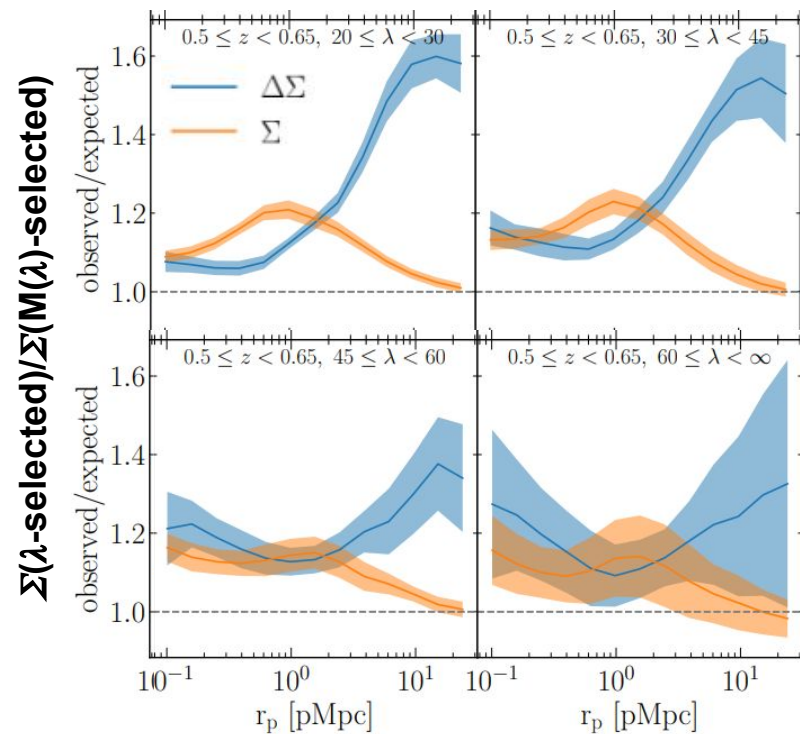 Σ(λ-selected)/Σ(M(λ)-selected)
observed/expected
1.6
1.4
1.2
1.0
0.5 ≤ z < 0.65, 20 ≤ λ < 30
ΔΣ
Σ
0.5 ≤ z < 0.65, 30 ≤ λ < 45
observed/expected
1.6
1.4
1.2
1.0
0.5 ≤ z < 0.65, 45 ≤ λ < 60
0.5 ≤ z < 0.65, 60 ≤ λ < ∞
10⁻¹ 10⁰ 10¹ 10⁻¹ 10⁰ 10¹
rₚ [pMpc] rₚ [pMpc]